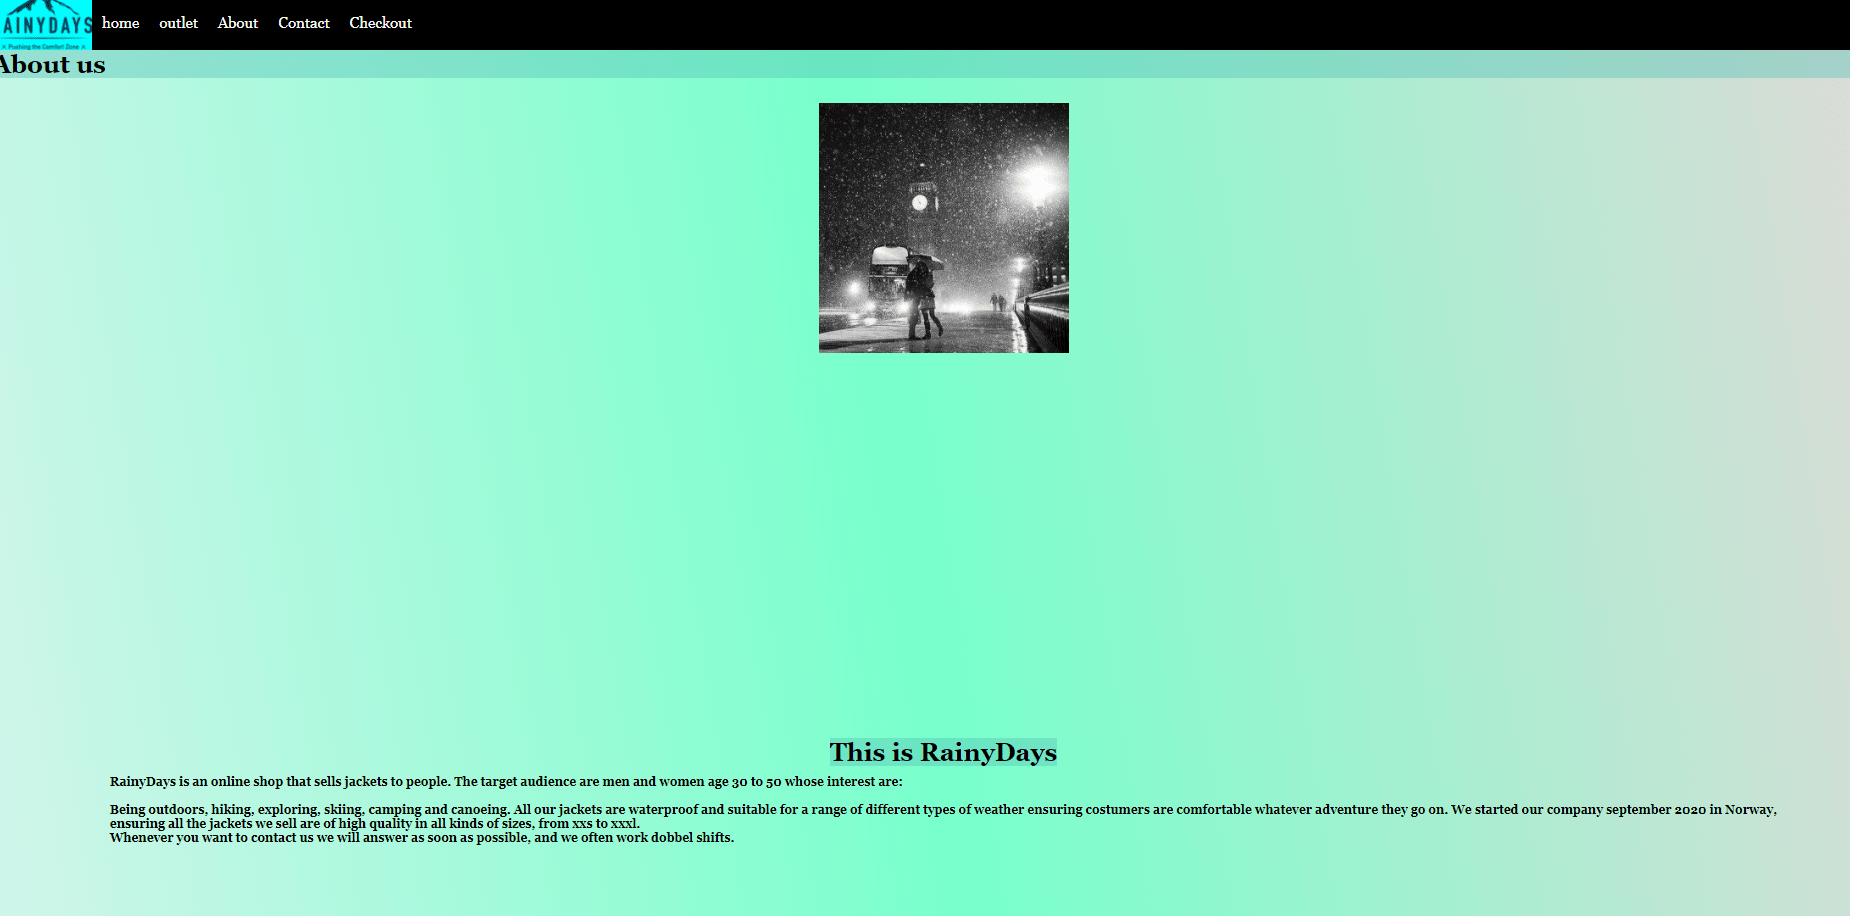 AINYDAYS
Pushing the Comfort Zone
home outlet About Contact Checkout
About us
This is RainyDays
RainyDays is an online shop that sells jackets to people. The target audience are men and women age 30 to 50 whose interest are:
Being outdoors, hiking, exploring, skiing, camping and canoeing. All our jackets are waterproof and suitable for a range of different types of weather ensuring costumers are comfortable whatever adventure they go on. We started our company september 2020 in Norway,
ensuring all the jackets we sell are of high quality in all kinds of sizes, from xxs to xxxl.
Whenever you want to contact us we will answer as soon as possible, and we often work dobbel shifts.